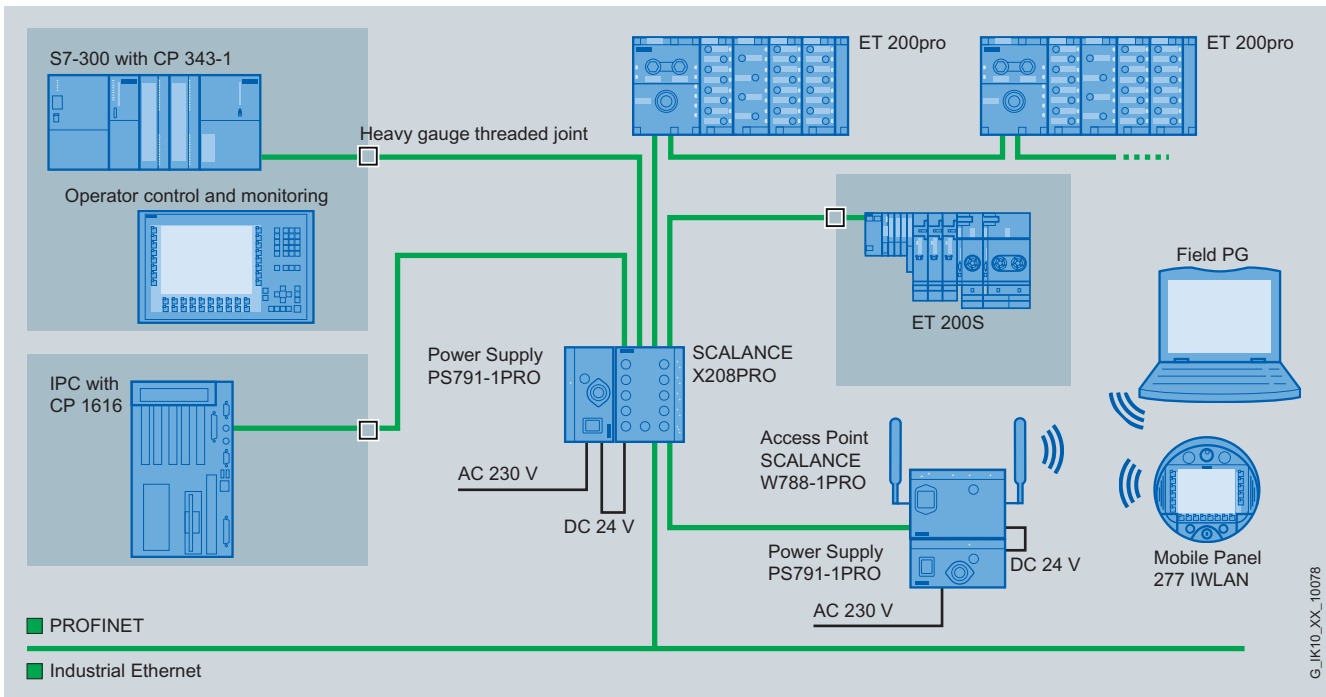 S7-300 with CP 343-1
Heavy gauge threaded joint
Operator control and monitoring
IPC with
CP 1616
ET 200pro
ET 200pro
ET 200S
Field PG
Power Supply
PS791-1PRO
SCALANCE
X208PRO
AC 230 V
DC 24 V
Access Point
SCALANCE
W788-1PRO
Power Supply
PS791-1PRO
DC 24 V
AC 230 V
Mobile Panel
277 IWLAN
PROFINET
Industrial Ethernet
G_IK10_XX_10078